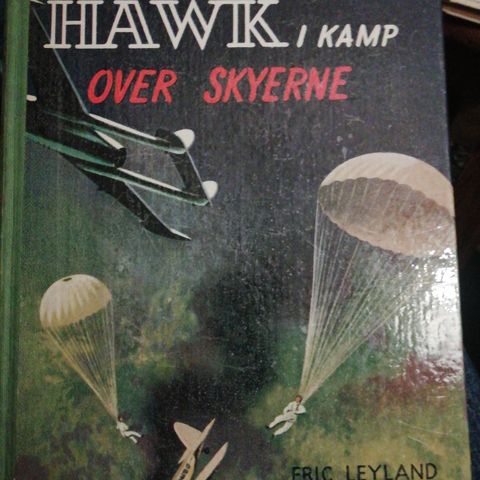 HAWK I KAMP
OVER SKYERNE
ERIC LEYLAND